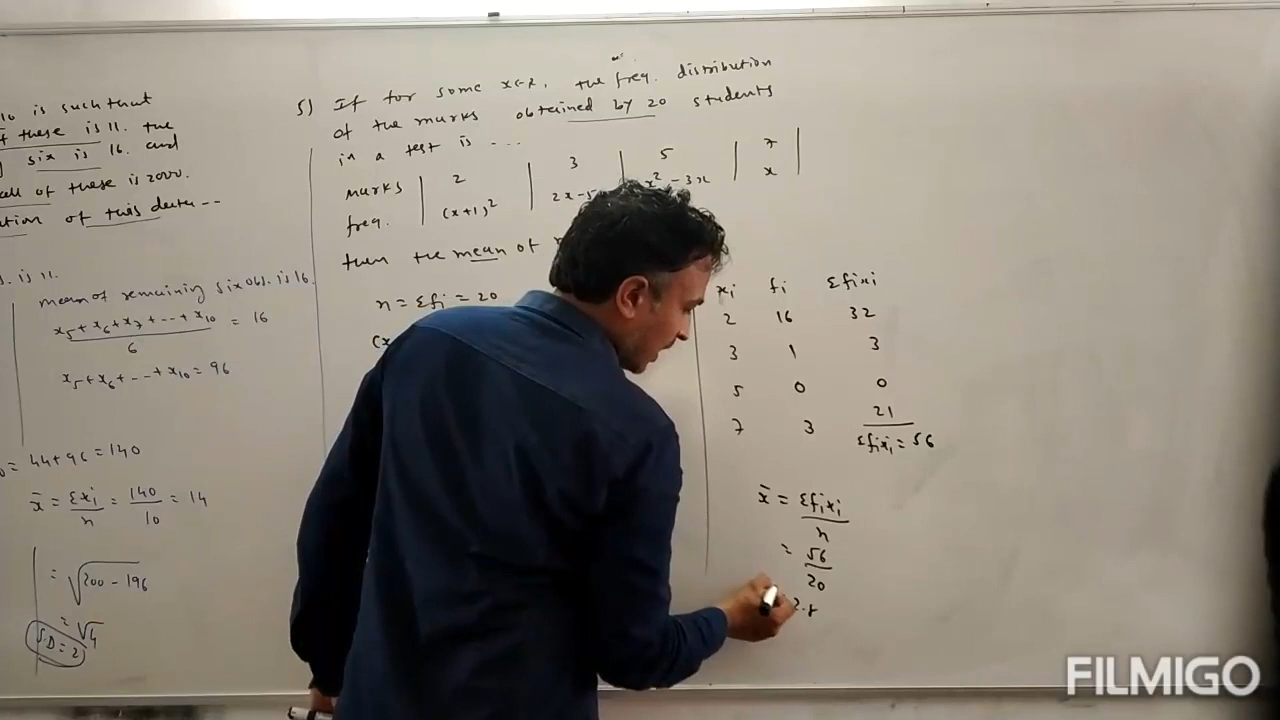 10 is such that
of these is 11. the
six is 16. and
all of these is 2000.
tion of this data --
s. is 11.
mean of remaining six obs. is 16.
x₅+x₆+x₇+--+x₁₀ / 6 = 16
x₅+x₆+--+x₁₀ = 96
= 44+96 = 140
x̄ = Σxᵢ/n = 140/10 = 14
= √(200-196)
= √4
S.D = 2
5) If for some x∈R, the freq. distribution
of the marks obtained by 20 students
in a test is ...
marks | 2 | 3 | 5 | 7 |
freq. | (x+1)² | 2x-5 | x²-3x | x |
then the mean of
n = Σfᵢ = 20
(x
xᵢ fᵢ Σfᵢxᵢ
2 16 32
3 1 3
5 0 0
7 3 21
Σfᵢxᵢ = 56
x̄ = Σfᵢxᵢ/n
= 56/20
2.8
FILMIGO